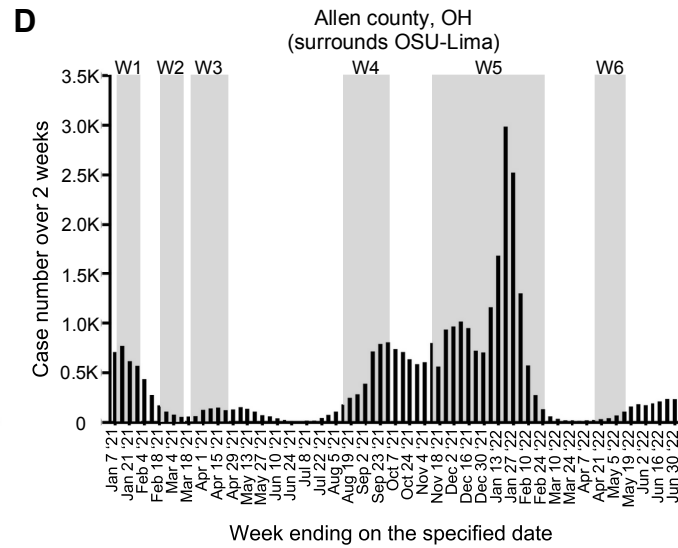 D
Allen county, OH
(surrounds OSU-Lima)
W1 W2 W3 W4 W5 W6
3.5K
3.0K
2.5K
2.0K
1.5K
1.0K
0.5K
0
Case number over 2 weeks
Jan 7 '21
Jan 21 '21
Feb 4 '21
Feb 18 '21
Mar 4 '21
Mar 18 '21
Apr 1 '21
Apr 15 '21
Apr 29 '21
May 13 '21
May 27 '21
Jun 10 '21
Jun 24 '21
Jul 8 '21
Jul 22 '21
Aug 5 '21
Aug 19 '21
Sep 2 '21
Sep 23 '21
Oct 7 '21
Oct 24 '21
Nov 4 '21
Nov 18 '21
Dec 2 '21
Dec 16 '21
Dec 30 '21
Jan 13 '22
Jan 27 '22
Feb 10 '22
Feb 24 '22
Mar 10 '22
Mar 24 '22
Apr 7 '22
Apr 21 '22
May 5 '22
May 19 '22
Jun 2 '22
Jun 16 '22
Jun 30 '22
Week ending on the specified date